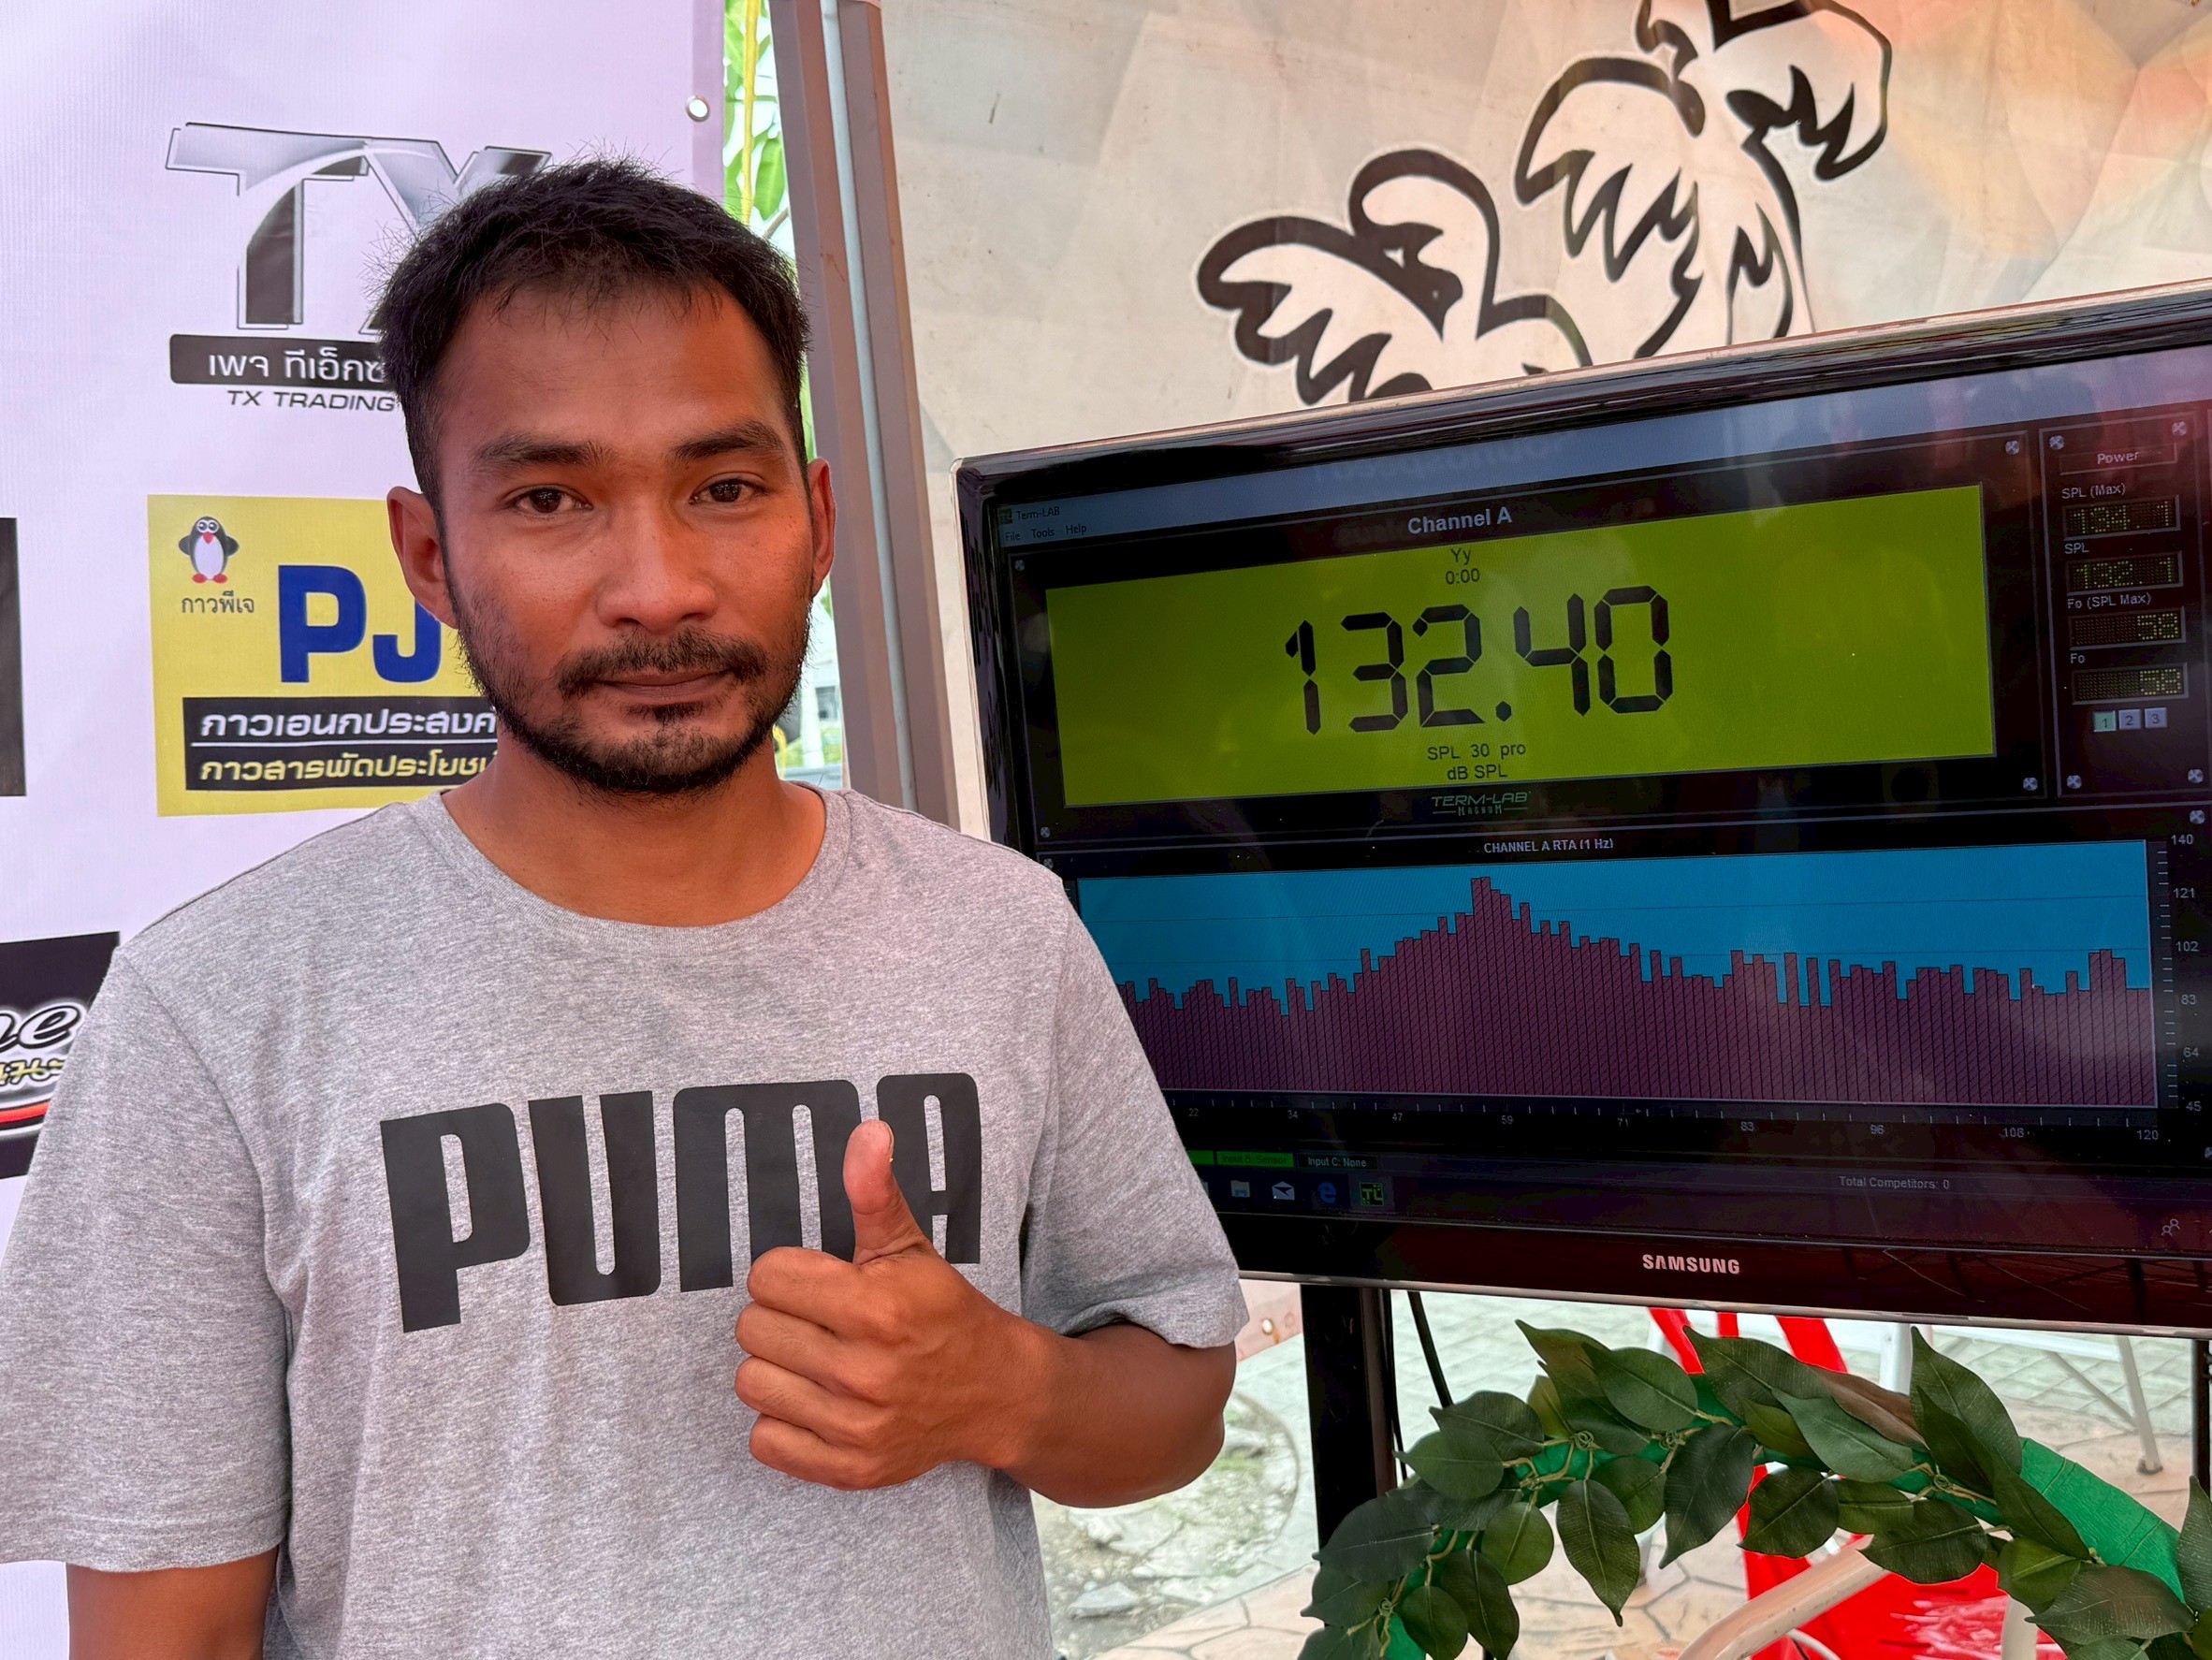 TX
เพจ ทีเอ็กซ
TX TRADING
กาวพีเจ
PJ
กาวเอนกประสงค
กาวสารพัดประโยชน
PUMA
Term-LAB
File Tools Help
Channel A
Yy
0:00
132.40
SPL 30 pro
dB SPL
TERM-LAB
MAGNUM
Power
SPL (Max)
134.1
SPL
132.1
Fo (SPL Max)
58
Fo
58
1 2 3
CHANNEL A RTA (1 Hz)
140
121
102
83
64
45
22 34 47 59 71 83 96 108 120
Input B: Sensor Input C: None
Total Competitors: 0
SAMSUNG